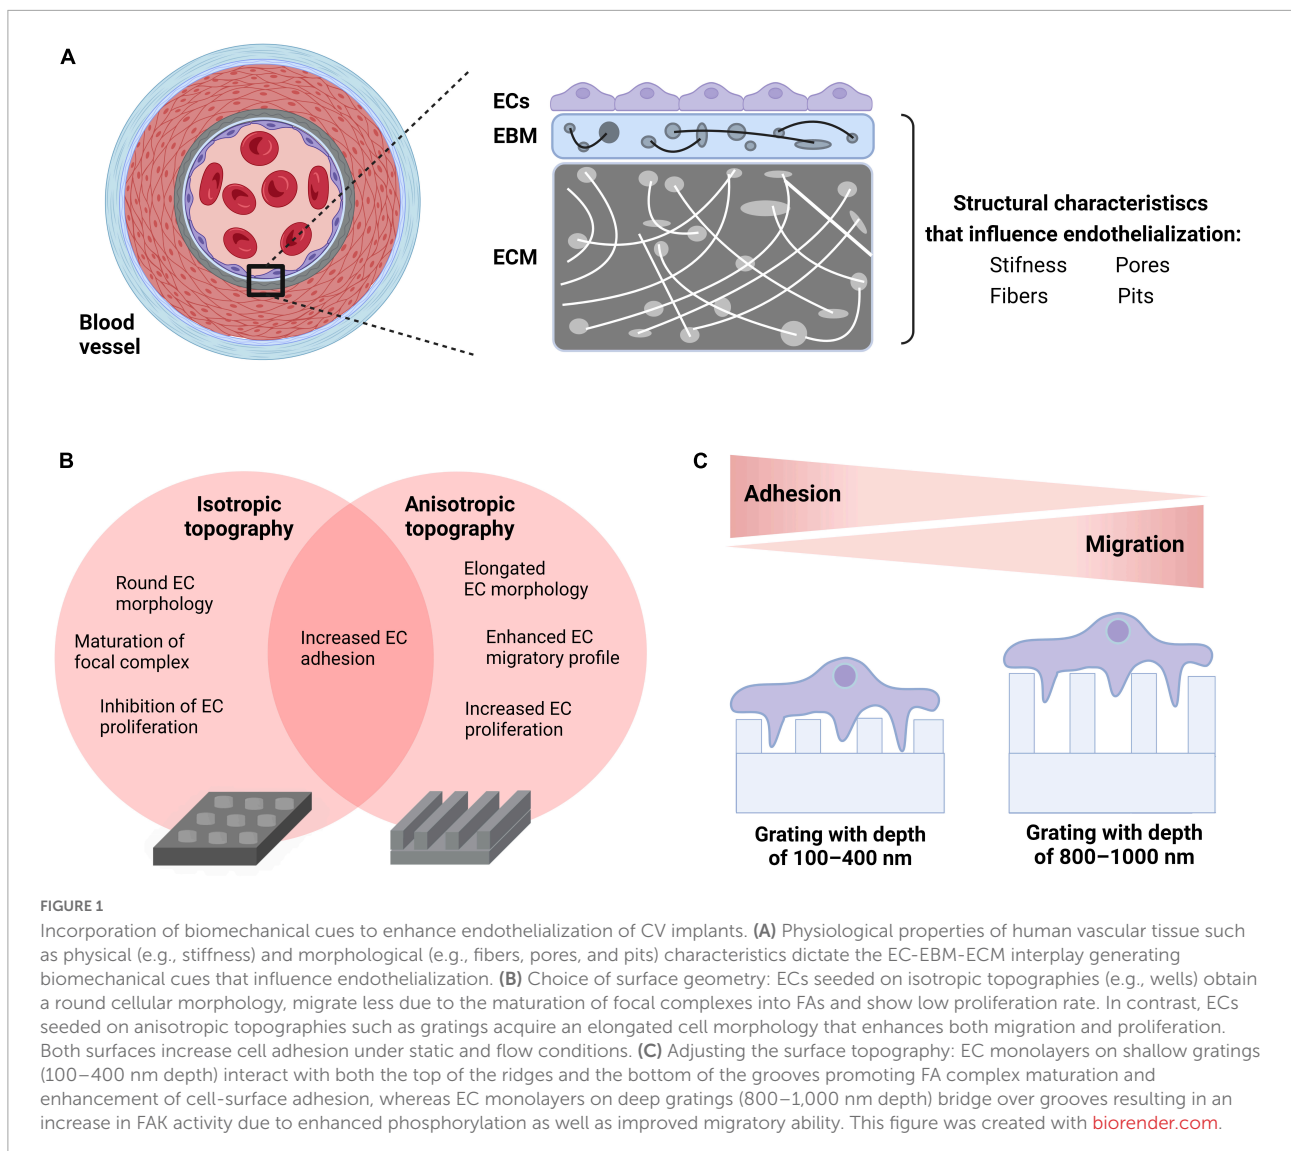 A
ECs
EBM
ECM
Blood
vessel
Structural characteristiscs
that influence endothelialization:
Stifness Pores
Fibers Pits
B
Isotropic
topography
Anisotropic
topography
Round EC
morphology
Maturation of
focal complex
Inhibition of EC
proliferation
Increased EC
adhesion
Elongated
EC morphology
Enhanced EC
migratory profile
Increased EC
proliferation
C
Adhesion
Migration
Grating with depth
of 100–400 nm
Grating with depth
of 800–1000 nm
FIGURE 1
Incorporation of biomechanical cues to enhance endothelialization of CV implants. (A) Physiological properties of human vascular tissue such
as physical (e.g., stiffness) and morphological (e.g., fibers, pores, and pits) characteristics dictate the EC-EBM-ECM interplay generating
biomechanical cues that influence endothelialization. (B) Choice of surface geometry: ECs seeded on isotropic topographies (e.g., wells) obtain
a round cellular morphology, migrate less due to the maturation of focal complexes into FAs and show low proliferation rate. In contrast, ECs
seeded on anisotropic topographies such as gratings acquire an elongated cell morphology that enhances both migration and proliferation.
Both surfaces increase cell adhesion under static and flow conditions. (C) Adjusting the surface topography: EC monolayers on shallow gratings
(100–400 nm depth) interact with both the top of the ridges and the bottom of the grooves promoting FA complex maturation and
enhancement of cell-surface adhesion, whereas EC monolayers on deep gratings (800–1,000 nm depth) bridge over grooves resulting in an
increase in FAK activity due to enhanced phosphorylation as well as improved migratory ability. This figure was created with biorender.com.